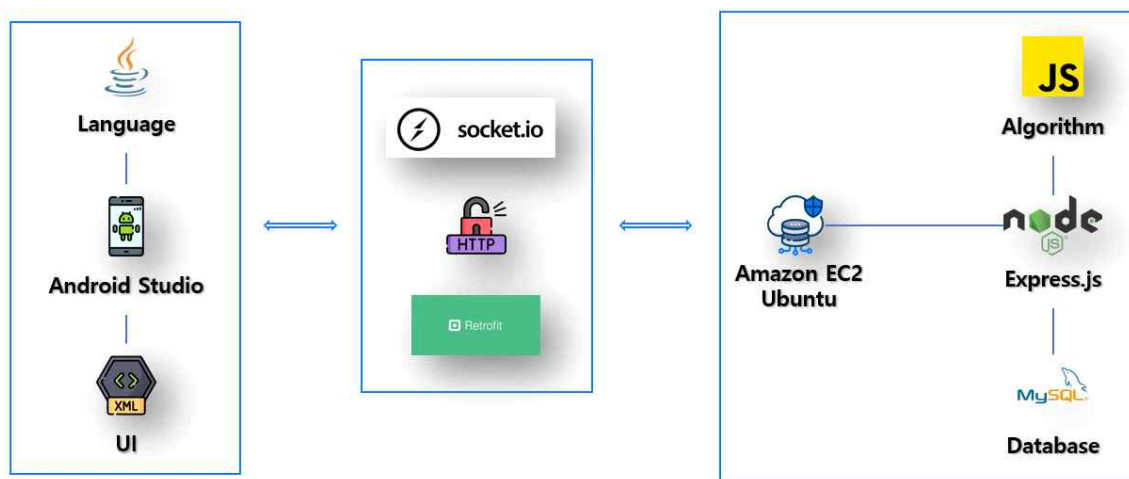 Language
Android Studio
XML
UI
socket.io
HTTP
Retrofit
Amazon EC2
Ubuntu
JS
Algorithm
node
JS
Express.js
MySQL
Database